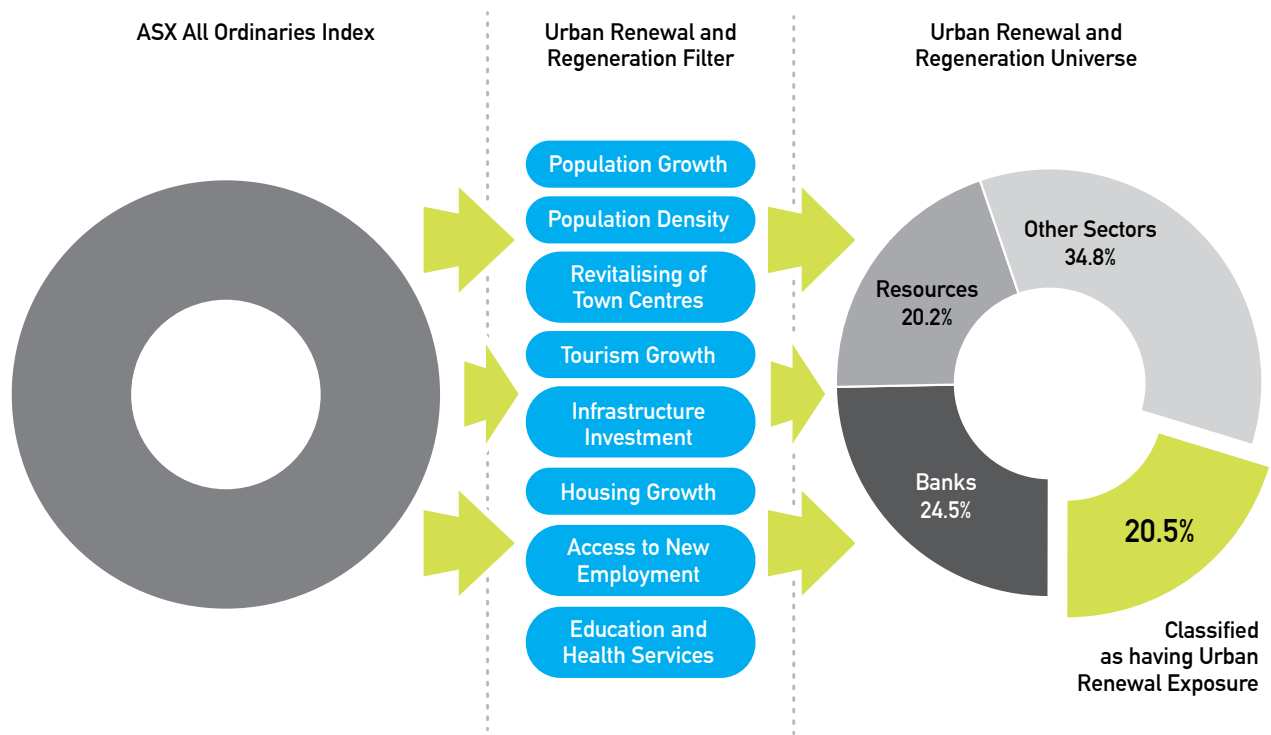 ASX All Ordinaries Index
Urban Renewal and
Regeneration Filter
Urban Renewal and
Regeneration Universe
Population Growth
Population Density
Revitalising of
Town Centres
Tourism Growth
Infrastructure
Investment
Housing Growth
Access to New
Employment
Education and
Health Services
Other Sectors
34.8%
Resources
20.2%
Banks
24.5%
20.5%
Classified
as having Urban
Renewal Exposure